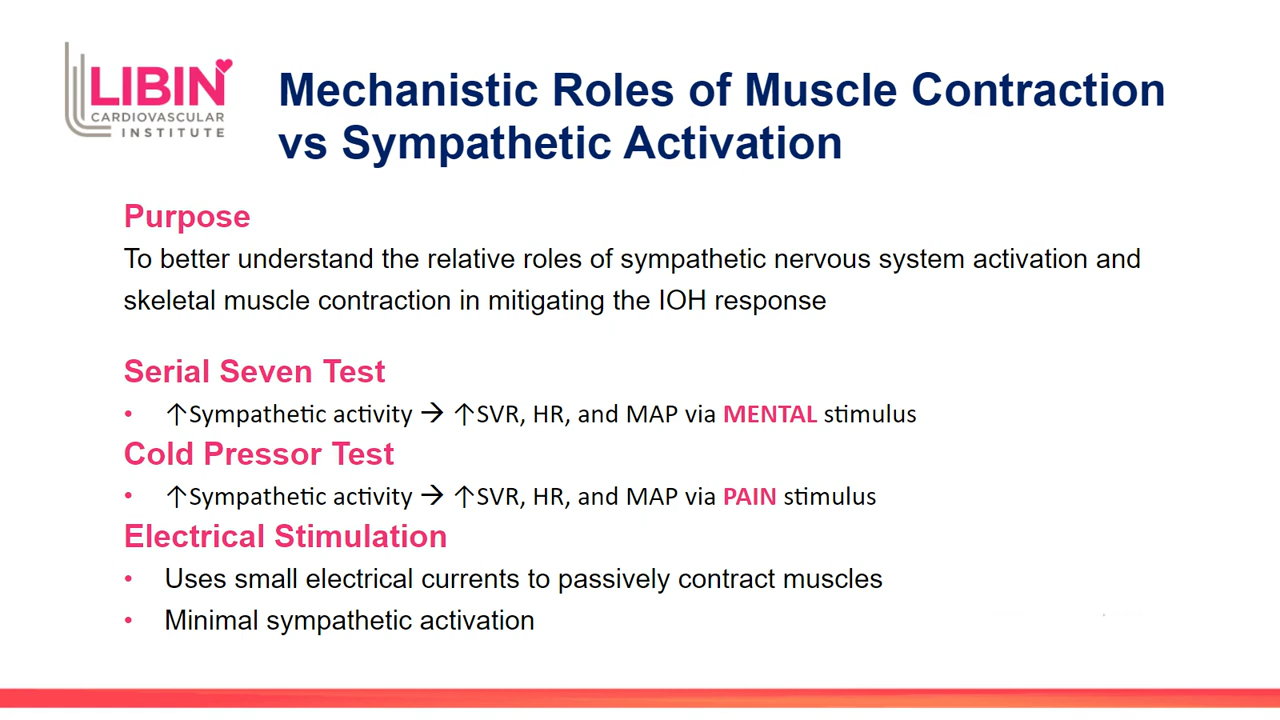 LIBIN
CARDIOVASCULAR
INSTITUTE
Mechanistic Roles of Muscle Contraction
vs Sympathetic Activation
Purpose
To better understand the relative roles of sympathetic nervous system activation and
skeletal muscle contraction in mitigating the IOH response
Serial Seven Test
• ↑Sympathetic activity → ↑SVR, HR, and MAP via MENTAL stimulus
Cold Pressor Test
• ↑Sympathetic activity → ↑SVR, HR, and MAP via PAIN stimulus
Electrical Stimulation
• Uses small electrical currents to passively contract muscles
• Minimal sympathetic activation